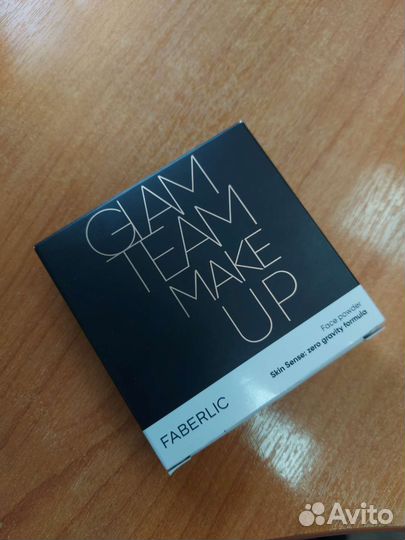 GLAM
TEAM
MAKE
UP
Face powder
Skin Sense: zero gravity formula
FABERLIC
Avito